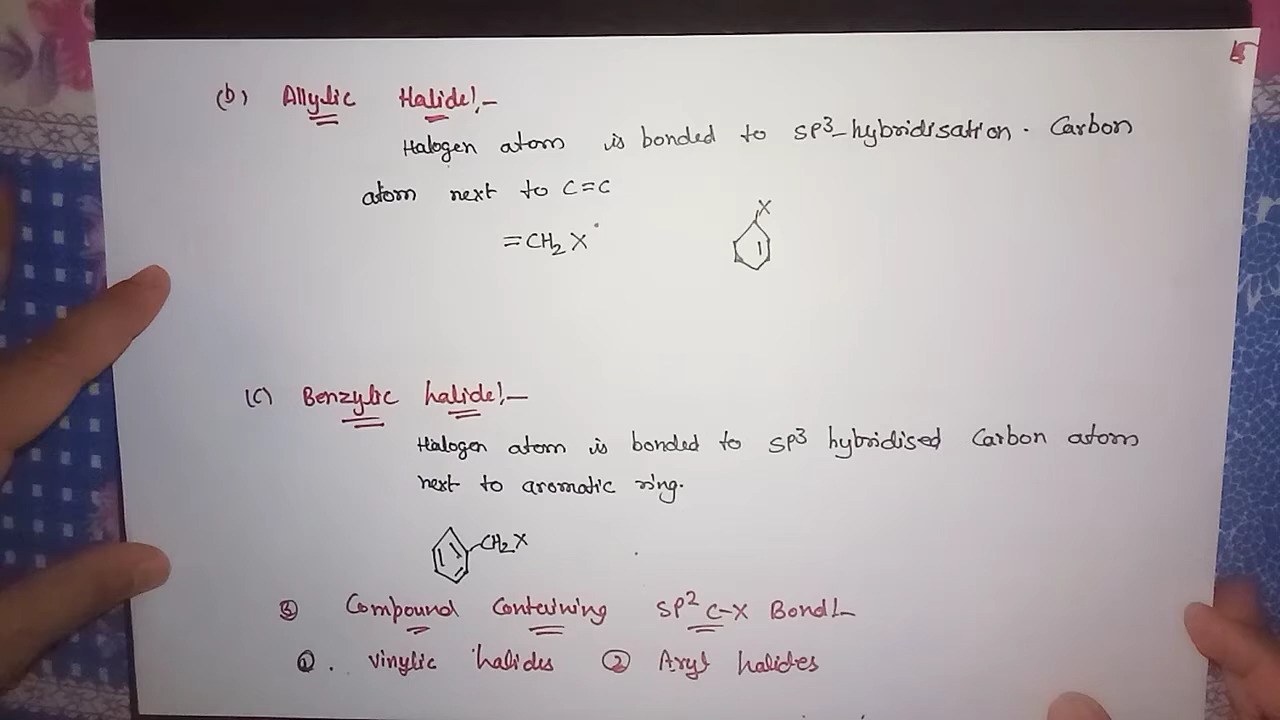 (b) Allylic Halide!-
Halogen atom is bonded to SP3-hybridisation. Carbon
atom next to C=C
=CH2 X
X
(c) Benzylic halide!-
Halogen atom is bonded to SP3 hybridised Carbon atom
next to aromatic ring.
-CH2X
③ Compound Containing SP2 C-X Bond!-
①. Vinylic halides ② Aryl halides